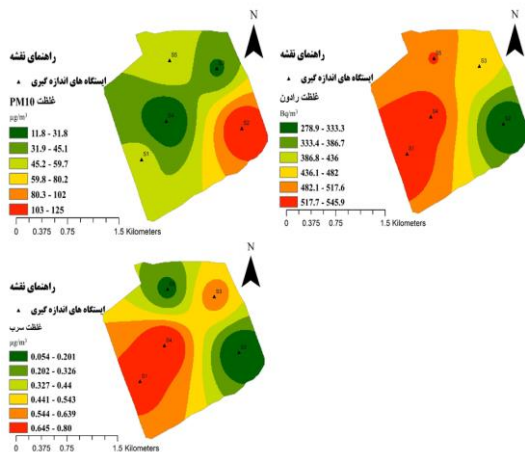 N
راهنمای نقشه
ایستگاه های اندازه گیری
غلظت PM10
µg/m³
11.8 - 31.8
31.9 - 45.1
45.2 - 59.7
59.8 - 80.2
80.3 - 102
103 - 125
0 0.375 0.75 1.5 Kilometers
S5
S2
N
راهنمای نقشه
ایستگاه های اندازه گیری
غلظت رادون
Bq/m³
278.9 - 333.3
333.4 - 386.7
386.8 - 436
436.1 - 482
482.1 - 517.6
517.7 - 545.9
0 0.375 0.75 1.5 Kilometers
S3
N
راهنمای نقشه
ایستگاه های اندازه گیری
غلظت سرب
µg/m³
0.054 - 0.201
0.202 - 0.326
0.327 - 0.44
0.441 - 0.543
0.544 - 0.639
0.645 - 0.80
0 0.375 0.75 1.5 Kilometers